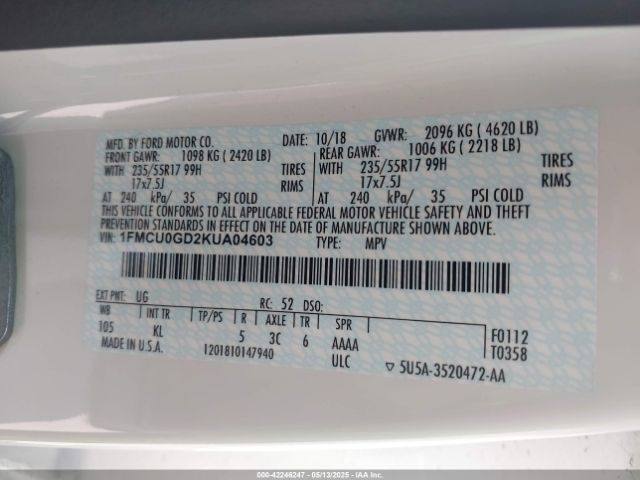 MFD. BY FORD MOTOR CO. DATE: 10/18 GVWR: 2096 KG ( 4620 LB)
FRONT GAWR: 1098 KG ( 2420 LB) REAR GAWR: 1006 KG ( 2218 LB)
WITH 235/55R17 99H TIRES WITH 235/55R17 99H TIRES
17x7.5J RIMS 17x7.5J RIMS
AT 240 kPa/ 35 PSI COLD AT 240 kPa/ 35 PSI COLD
THIS VEHICLE CONFORMS TO ALL APPLICABLE FEDERAL MOTOR VEHICLE SAFETY AND THEFT
PREVENTION STANDARDS IN EFFECT ON THE DATE OF MANUFACTURE SHOWN ABOVE.
VIN: 1FMCU0GD2KUA04603 TYPE: MPV
EXT PNT: UG RC: 52 DSO:
WB INT TR TP/PS R AXLE TR SPR
105 KL 5 3C 6 AAAA
F0112
T0358
MADE IN U.S.A. 1201810147940 ULC ▽ 5U5A-3520472-AA
000-42246247 - 05/13/2025 - IAA Inc.